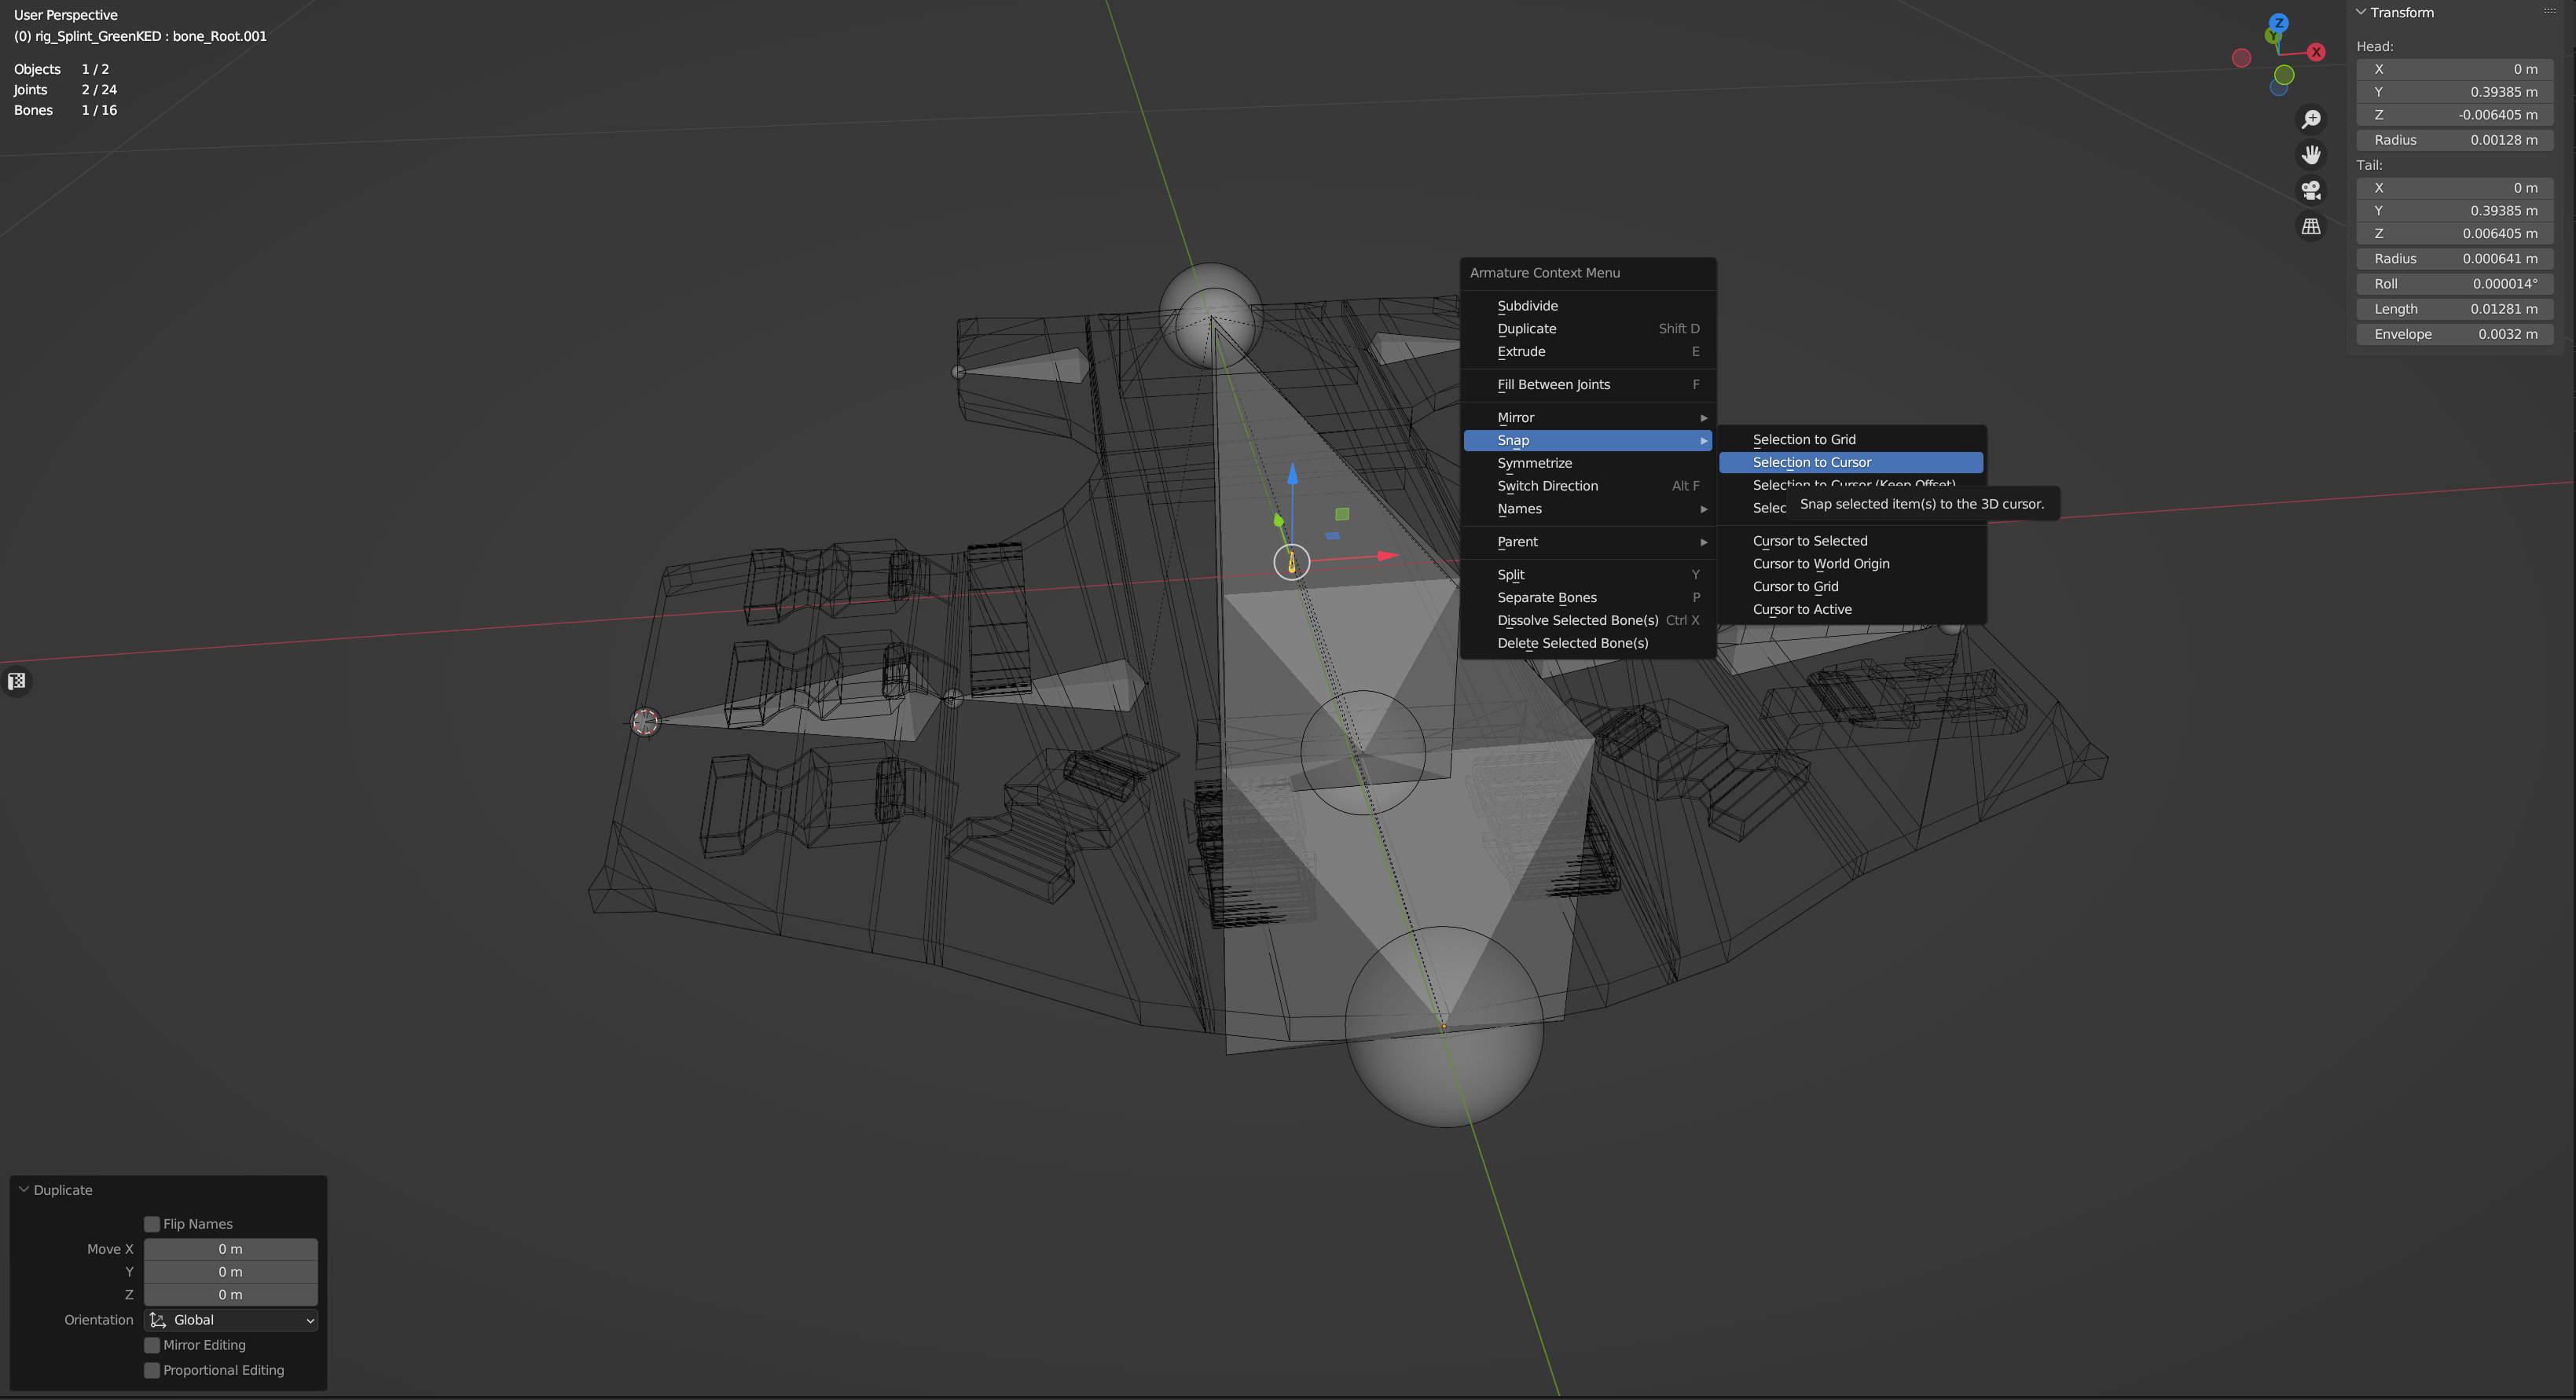 User Perspective
(0) rig_Splint_GreenKED : bone_Root.001
Objects 1 / 2
Joints 2 / 24
Bones 1 / 16
Z
Y
X
Transform
Head:
X 0 m
Y 0.39385 m
Z -0.006405 m
Radius 0.00128 m
Tail:
X 0 m
Y 0.39385 m
Z 0.006405 m
Radius 0.000641 m
Roll 0.000014°
Length 0.01281 m
Envelope 0.0032 m
Armature Context Menu
Subdivide
Duplicate Shift D
Extrude E
Fill Between Joints F
Mirror
Snap
Symmetrize
Switch Direction Alt F
Names
Parent
Split Y
Separate Bones P
Dissolve Selected Bone(s) Ctrl X
Delete Selected Bone(s)
Selection to Grid
Selection to Cursor
Selection to Cursor (Keep Offset)
Selec
Snap selected item(s) to the 3D cursor.
Cursor to Selected
Cursor to World Origin
Cursor to Grid
Cursor to Active
Duplicate
Flip Names
Move X 0 m
Y 0 m
Z 0 m
Orientation Global
Mirror Editing
Proportional Editing